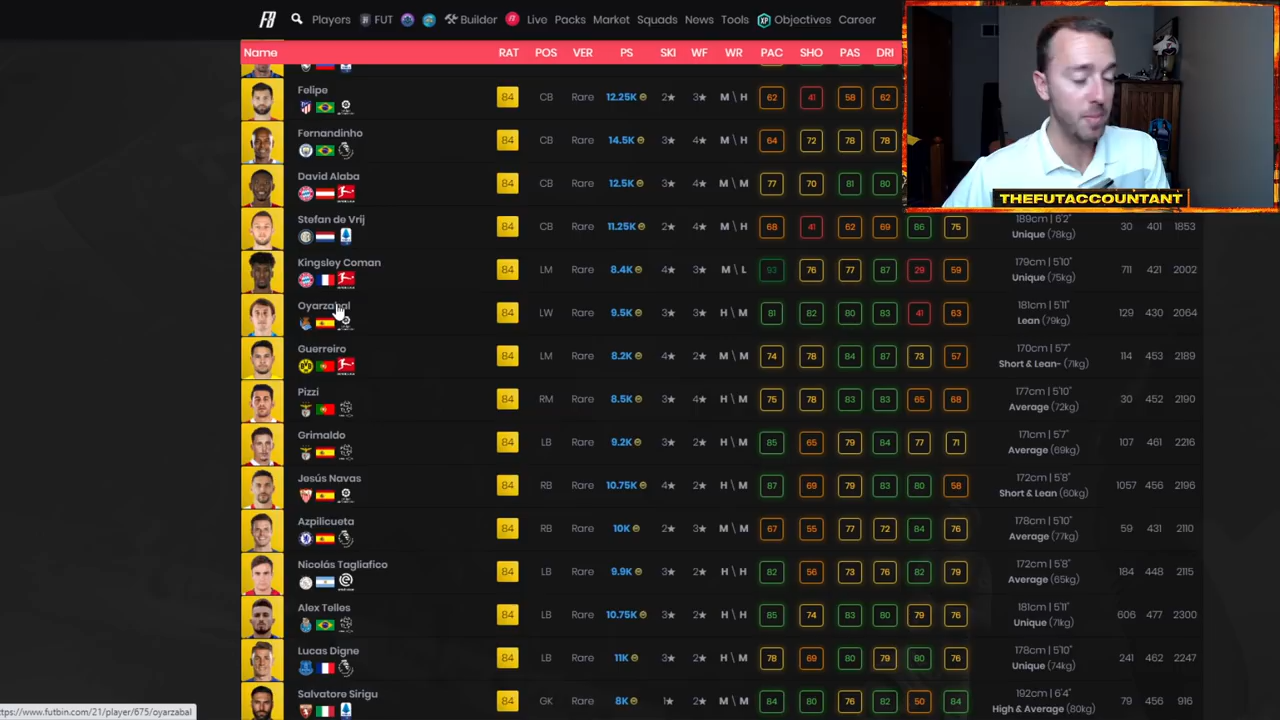 FB Players FUT Builder Live Packs Market Squads News Tools XP Objectives Career
Name RAT POS VER PS SKI WF WR PAC SHO PAS DRI
THEFUTACCOUNTANT
Felipe 84 CB Rare 12.25K 2★ 3★ M \ H 62 41 58 62
Fernandinho 84 CB Rare 14.5K 3★ 3★ M \ H 64 72 78 78
David Alaba 84 CB Rare 12.5K 3★ 4★ M \ M 77 70 81 80
Stefan de Vrij 84 CB Rare 11.25K 2★ 4★ M \ M 68 41 62 69 86 75 189cm | 6'2" 30 401 1853
Unique (78kg)
Kingsley Coman 84 LM Rare 8.4K 4★ 3★ M \ L 93 76 77 87 29 59 179cm | 5'10" 711 421 2002
Unique (75kg)
Oyarzabal 84 LW Rare 9.5K 3★ 3★ H \ M 81 82 80 83 41 63 181cm | 5'11" 129 430 2064
Lean (79kg)
Guerreiro 84 LM Rare 8.2K 4★ 2★ M \ M 74 78 84 87 73 57 170cm | 5'7" 114 453 2189
Short & Lean- (71kg)
Pizzi 84 RM Rare 8.5K 3★ 4★ H \ M 75 78 83 83 65 68 177cm | 5'10" 30 452 2190
Average (72kg)
Grimaldo 84 LB Rare 9.2K 3★ 2★ H \ M 85 65 79 84 77 71 171cm | 5'7" 107 461 2216
Average (69kg)
Jesús Navas 84 RB Rare 10.75K 4★ 2★ H \ M 87 69 79 83 80 58 172cm | 5'8" 1057 456 2196
Short & Lean (60kg)
Azpilicueta 84 RB Rare 10K 2★ 3★ M \ M 67 55 77 72 84 76 178cm | 5'10" 59 431 2110
Average (77kg)
Nicolás Tagliafico 84 LB Rare 9.9K 3★ 2★ H \ H 82 56 73 76 82 79 172cm | 5'8" 184 448 2115
Average (65kg)
Alex Telles 84 LB Rare 10.75K 3★ 2★ H \ H 85 74 83 80 79 76 181cm | 5'11" 606 477 2300
Unique (71kg)
Lucas Digne 84 LB Rare 11K 3★ 2★ H \ M 78 69 80 79 80 76 178cm | 5'10" 241 462 2247
Unique (74kg)
Salvatore Sirigu 84 GK Rare 8K 1★ 3★ M \ M 84 80 76 82 50 84 192cm | 6'4" 79 456 916
High & Average (80kg)
ttps://www.futbin.com/21/player/675/oyarzabal